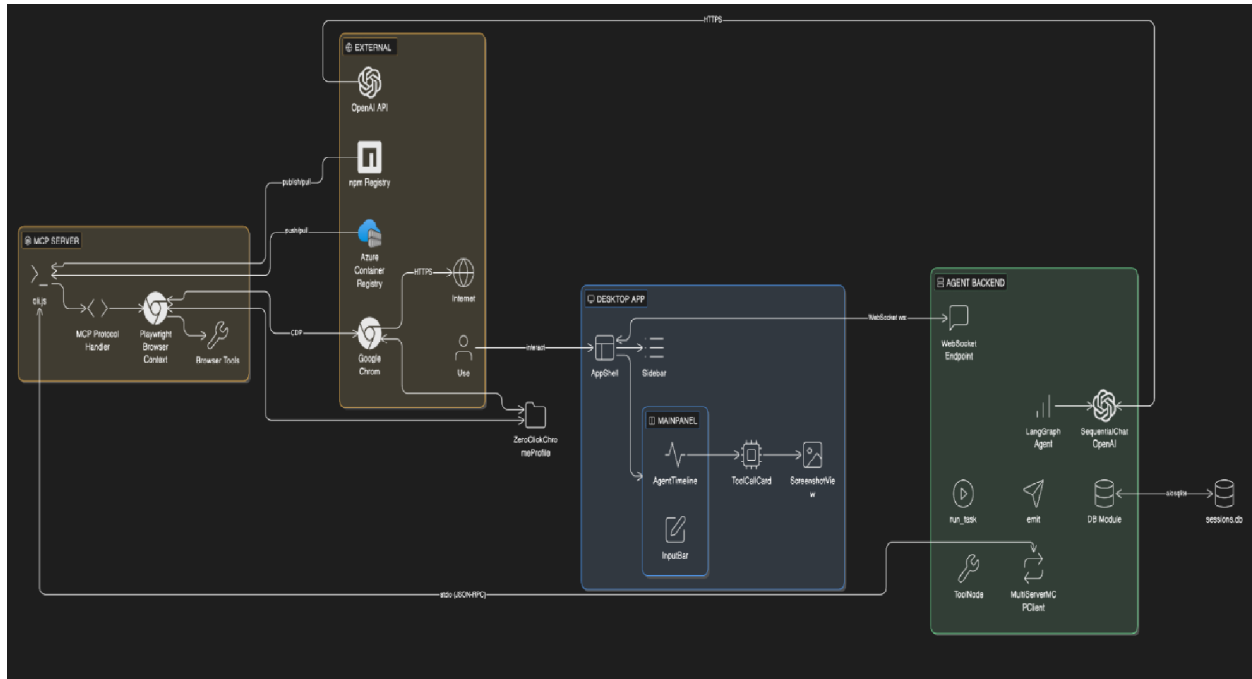 HTTPS
EXTERNAL
OpenAI API
npm Registry
publish/pull
push/pull
MCP SERVER
cli.js
MCP Protocol
Handler
Playwright
Browser
Context
Browser Tools
CDP
Azure
Container
Registry
HTTPS
Internet
Google
Chrom
Use
interact
ZeroClickChro
meProfile
DESKTOP APP
AppShell
Sidebar
MAINPANEL
AgentTimeline
ToolCallCard
ScreenshotVie
w
InputBar
AGENT BACKEND
WebSocket
WebSocket
Endpoint
LangGraph
Agent
SequentialChat
OpenAI
run_task
emit
DB Module
aiosqlite
sessions.db
ToolNode
MultiServerMC
PClient
stdio (JSON-RPC)